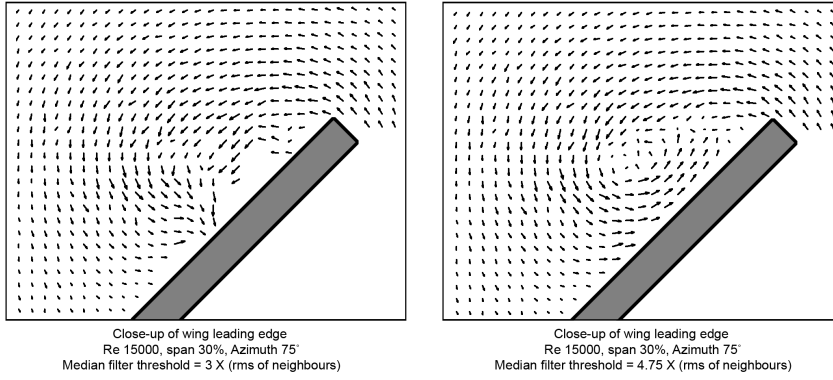 Close-up of wing leading edge
Re 15000, span 30%, Azimuth 75°
Median filter threshold = 3 X (rms of neighbours)
Close-up of wing leading edge
Re 15000, span 30%, Azimuth 75°
Median filter threshold = 4.75 X (rms of neighbours)